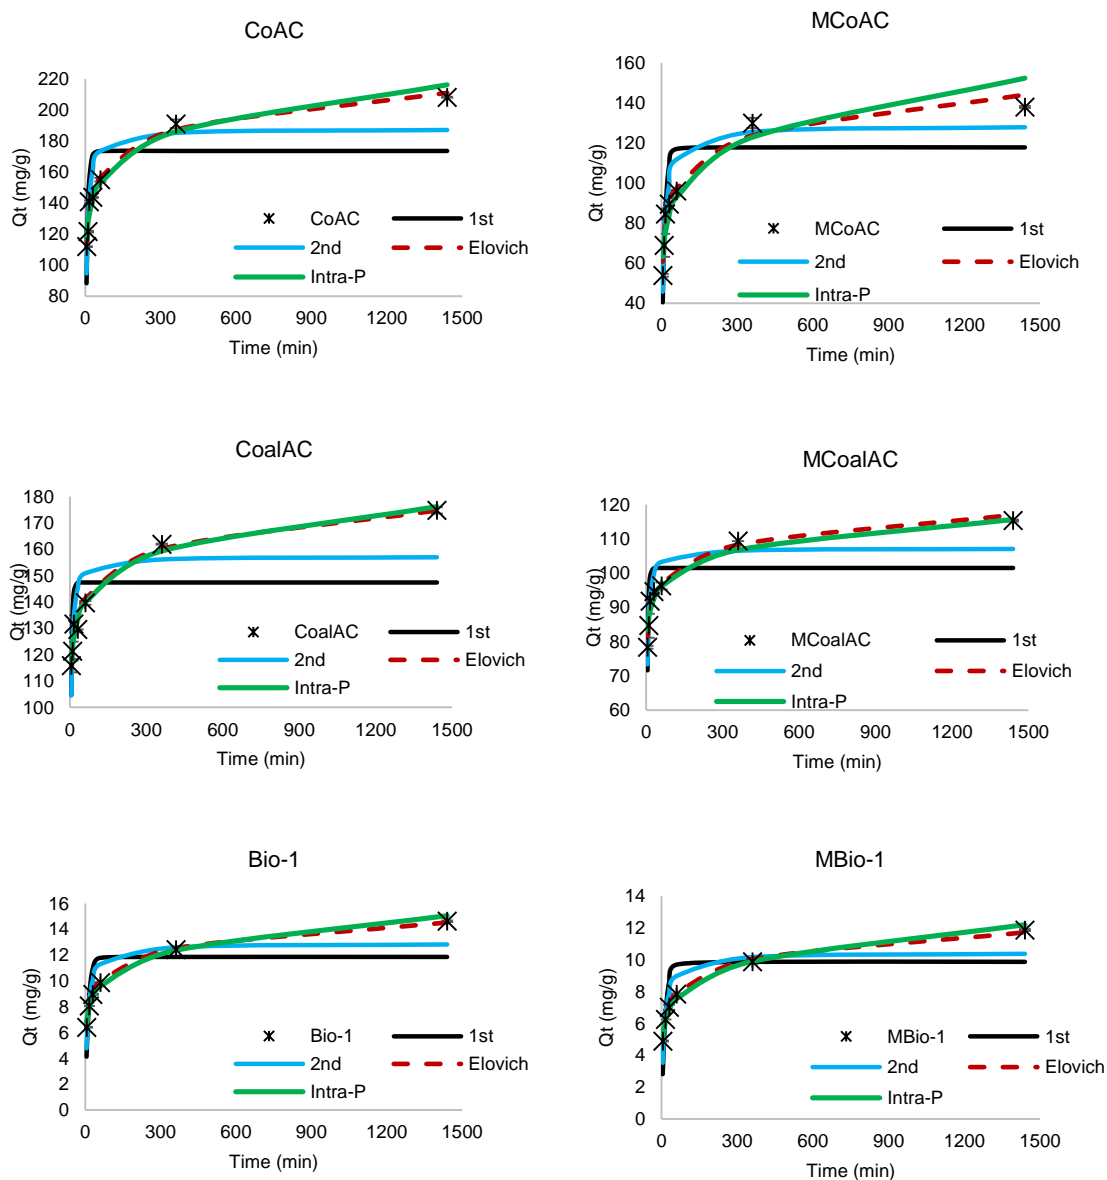 CoAC
220
200
180
160
140
120
100
80
Qt (mg/g)
CoAC 1st
2nd Elovich
Intra-P
0 300 600 900 1200 1500
Time (min)
MCoAC
160
140
120
100
80
60
40
Qt (mg/g)
MCoAC 1st
2nd Elovich
Intra-P
0 300 600 900 1200 1500
Time (min)
CoalAC
180
170
160
150
140
130
120
110
100
Qt (mg/g)
CoalAC 1st
2nd Elovich
Intra-P
0 300 600 900 1200 1500
Time (min)
MCoalAC
120
110
100
90
80
70
60
Qt (mg/g)
MCoalAC 1st
2nd Elovich
Intra-P
0 300 600 900 1200 1500
Time (min)
Bio-1
16
14
12
10
8
6
4
2
0
Qt (mg/g)
Bio-1 1st
2nd Elovich
Intra-P
0 300 600 900 1200 1500
Time (min)
MBio-1
14
12
10
8
6
4
2
0
Qt (mg/g)
MBio-1 1st
2nd Elovich
Intra-P
0 300 600 900 1200 1500
Time (min)